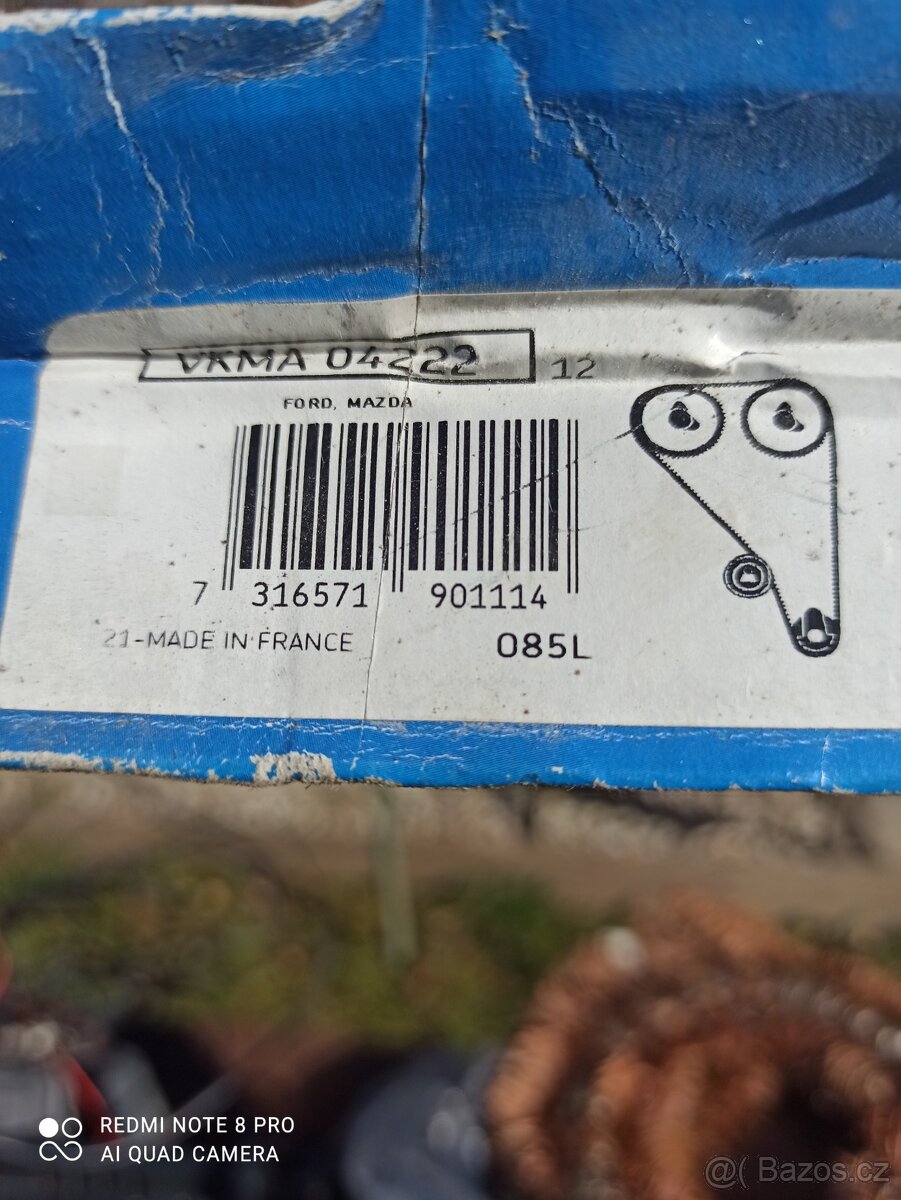 VKMA 04222 12
FORD, MAZDA
7 316571 901114
21-MADE IN FRANCE 085L
REDMI NOTE 8 PRO
AI QUAD CAMERA
@( Bazos.cz